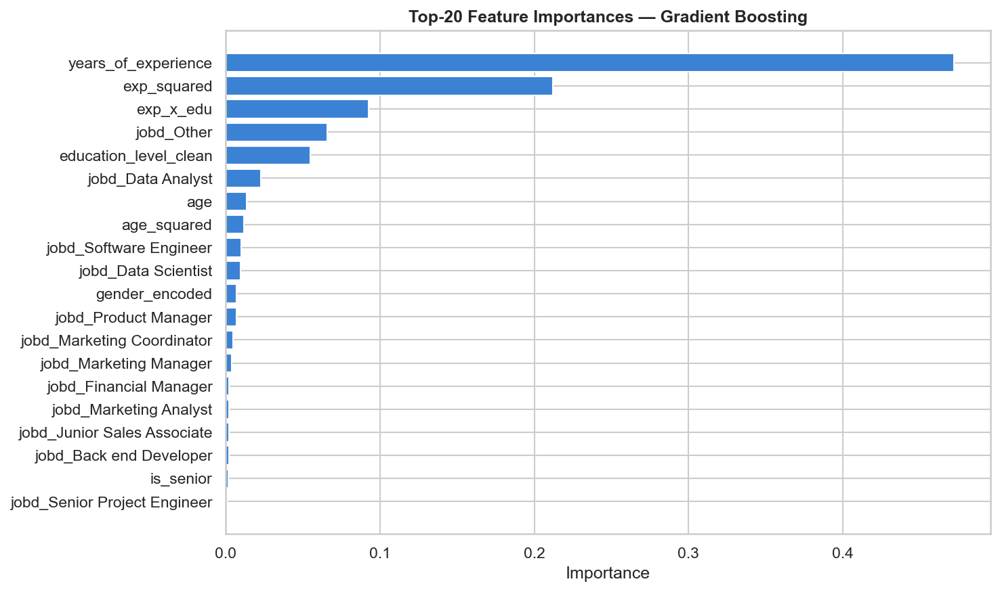 Top-20 Feature Importances — Gradient Boosting
years_of_experience
exp_squared
exp_x_edu
jobd_Other
education_level_clean
jobd_Data Analyst
age
age_squared
jobd_Software Engineer
jobd_Data Scientist
gender_encoded
jobd_Product Manager
jobd_Marketing Coordinator
jobd_Marketing Manager
jobd_Financial Manager
jobd_Marketing Analyst
jobd_Junior Sales Associate
jobd_Back end Developer
is_senior
jobd_Senior Project Engineer
0.0 0.1 0.2 0.3 0.4
Importance